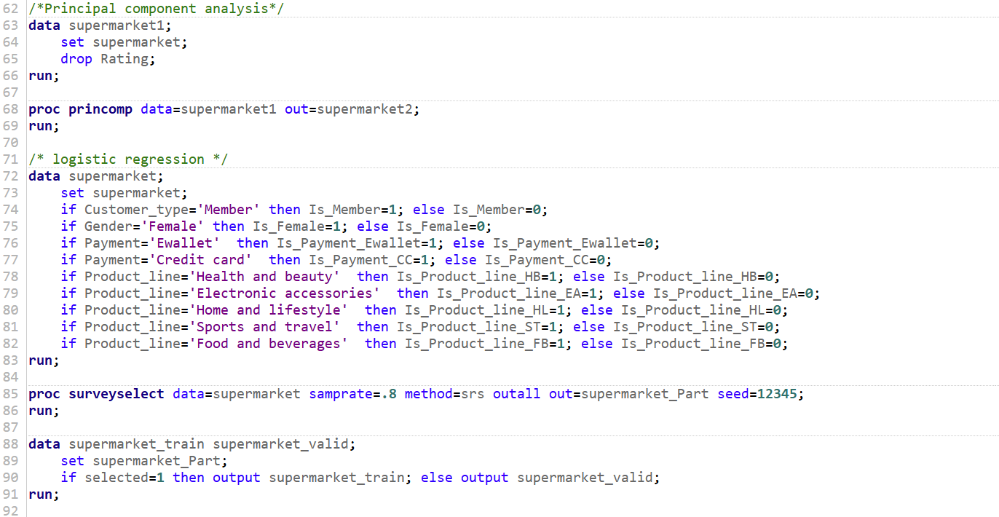 62 /*Principal component analysis*/
63 data supermarket1;
64     set supermarket;
65     drop Rating;
66 run;
67
68 proc princomp data=supermarket1 out=supermarket2;
69 run;
70
71 /* logistic regression */
72 data supermarket;
73     set supermarket;
74     if Customer_type='Member' then Is_Member=1; else Is_Member=0;
75     if Gender='Female' then Is_Female=1; else Is_Female=0;
76     if Payment='Ewallet'  then Is_Payment_Ewallet=1; else Is_Payment_Ewallet=0;
77     if Payment='Credit card'  then Is_Payment_CC=1; else Is_Payment_CC=0;
78     if Product_line='Health and beauty'  then Is_Product_line_HB=1; else Is_Product_line_HB=0;
79     if Product_line='Electronic accessories'  then Is_Product_line_EA=1; else Is_Product_line_EA=0;
80     if Product_line='Home and lifestyle'  then Is_Product_line_HL=1; else Is_Product_line_HL=0;
81     if Product_line='Sports and travel'  then Is_Product_line_ST=1; else Is_Product_line_ST=0;
82     if Product_line='Food and beverages'  then Is_Product_line_FB=1; else Is_Product_line_FB=0;
83 run;
84
85 proc surveyselect data=supermarket samprate=.8 method=srs outall out=supermarket_Part seed=12345;
86 run;
87
88 data supermarket_train supermarket_valid;
89     set supermarket_Part;
90     if selected=1 then output supermarket_train; else output supermarket_valid;
91 run;
92